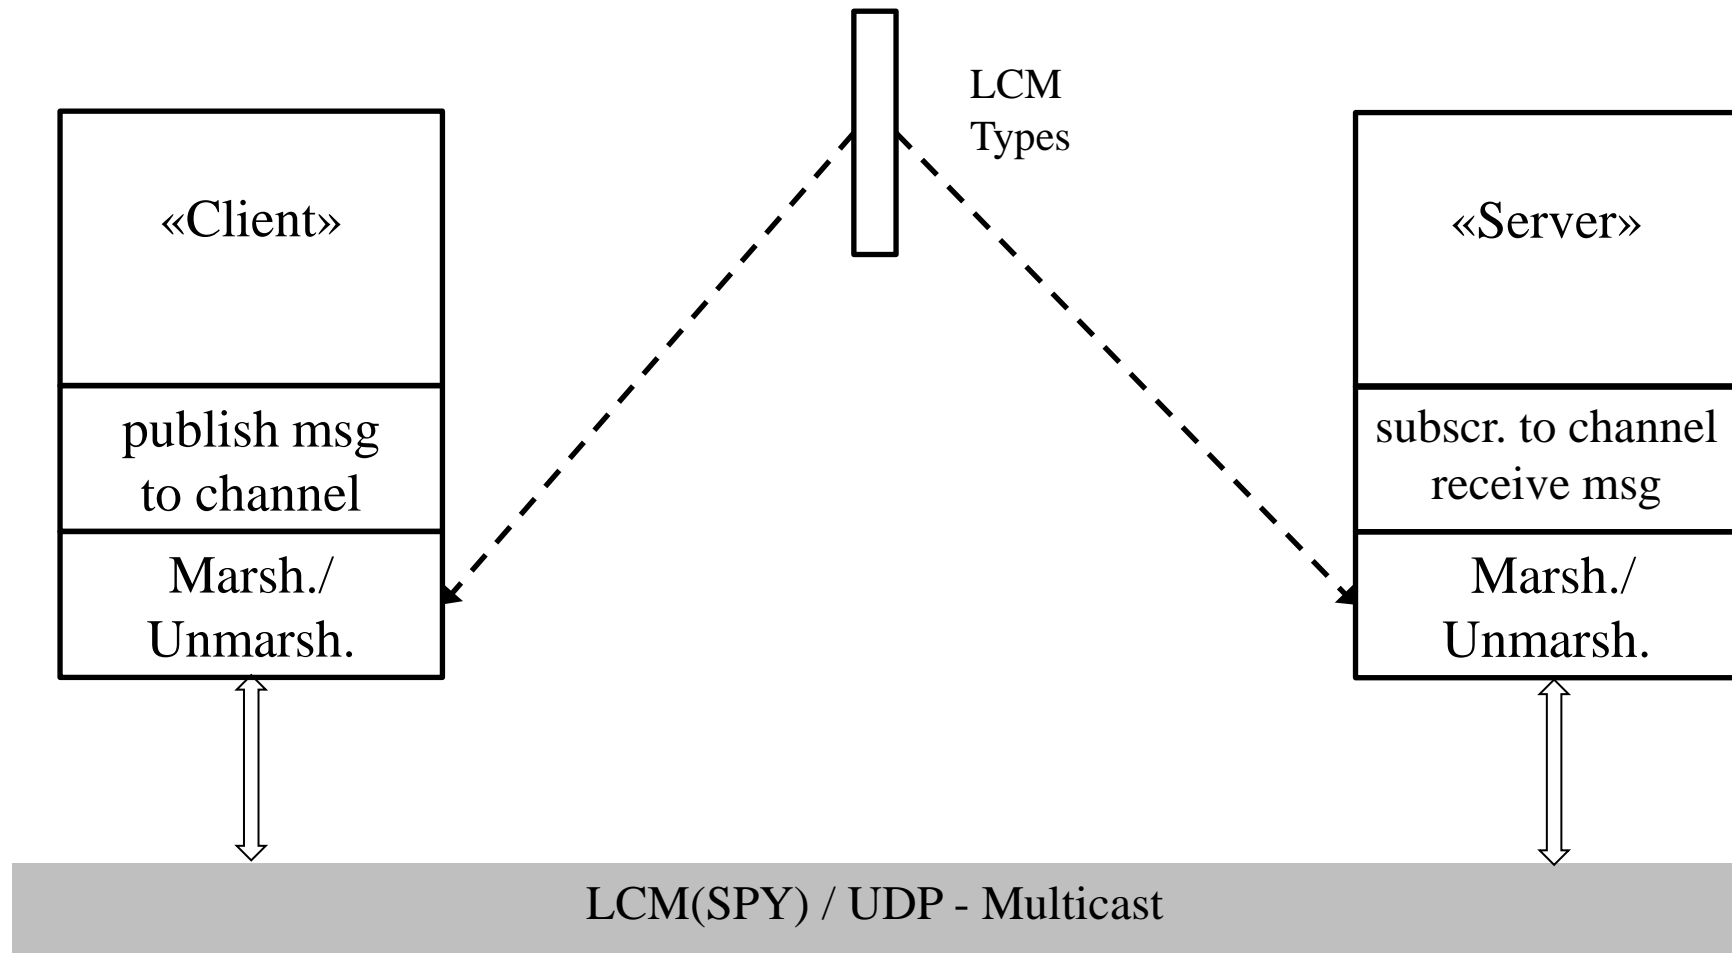 LCM
Types
«Client»
publish msg
to channel
Marsh./
Unmarsh.
«Server»
subscr. to channel
receive msg
Marsh./
Unmarsh.
LCM(SPY) / UDP - Multicast